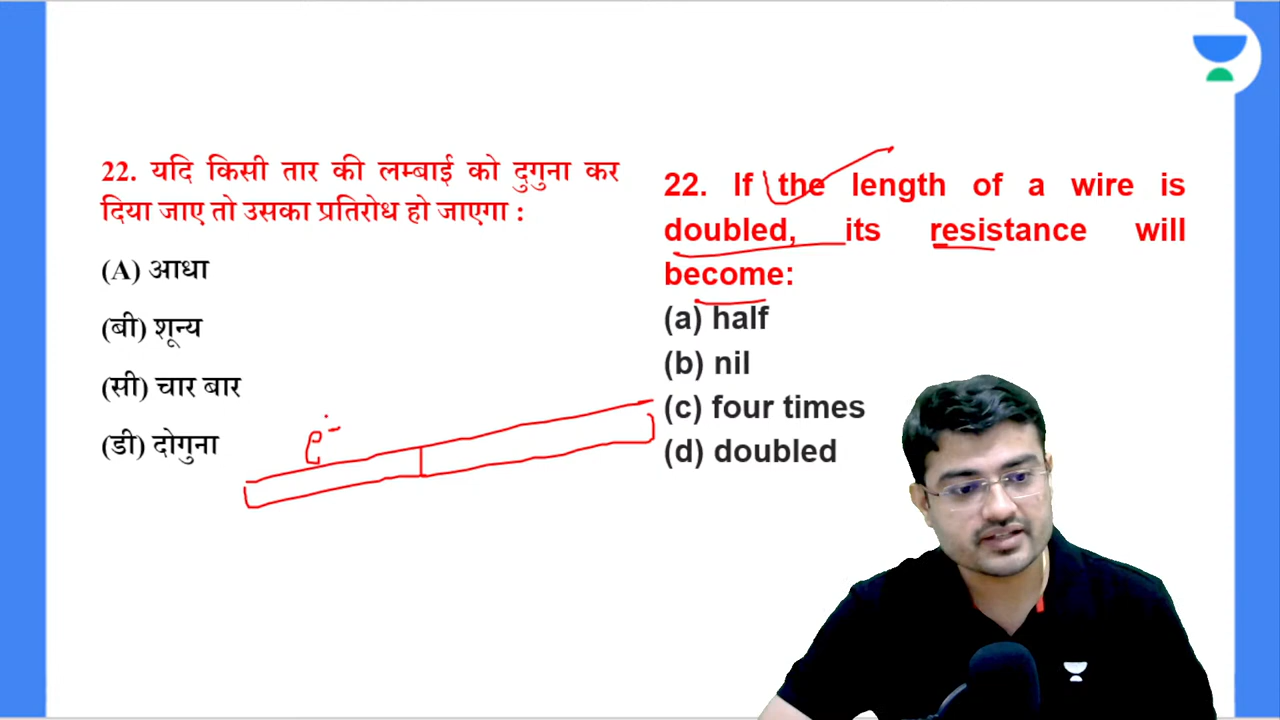 22. यदि किसी तार की लम्बाई को दुगुना कर
दिया जाए तो उसका प्रतिरोध हो जाएगा :
(A) आधा
(बी) शून्य
(सी) चार बार
(डी) दोगुना
e-
22. If the length of a wire is
doubled, its resistance will
become:
(a) half
(b) nil
(c) four times
(d) doubled